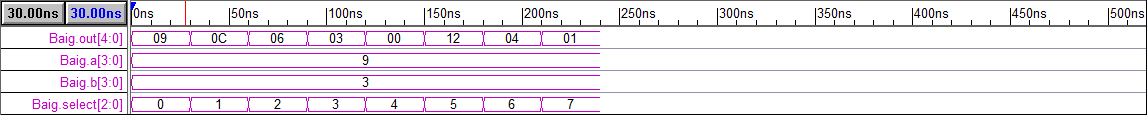 30.00ns 30.00ns 0ns 50ns 100ns 150ns 200ns 250ns 300ns 350ns 400ns 450ns 500ns
Baig.out[4:0] 09 0C 06 03 00 12 04 01
Baig.a[3:0] 9
Baig.b[3:0] 3
Baig.select[2:0] 0 1 2 3 4 5 6 7